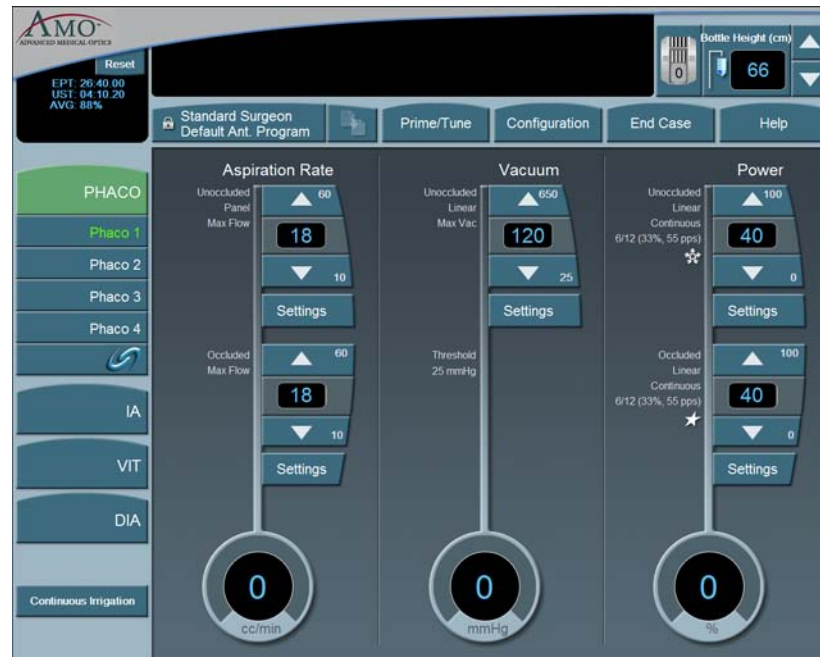 AMO
ADVANCED MEDICAL OPTICS
Reset
EPT: 26:40.00
UST: 04:10.20
AVG: 88%
0
Bottle Height (cm)
66
Standard Surgeon
Default Ant. Program
Prime/Tune
Configuration
End Case
Help
PHACO
Phaco 1
Phaco 2
Phaco 3
Phaco 4
IA
VIT
DIA
Continuous Irrigation
Aspiration Rate
Unoccluded
Panel
Max Flow
60
18
10
Settings
Occluded
Max Flow
60
18
10
Settings
0
cc/min
Vacuum
Unoccluded
Linear
Max Vac
650
120
25
Settings
Threshold
25 mmHg
0
mmHg
Power
Unoccluded
Linear
Continuous
6/12 (33%, 55 pps)
100
40
0
Settings
Occluded
Linear
Continuous
6/12 (33%, 55 pps)
100
40
0
Settings
0
%